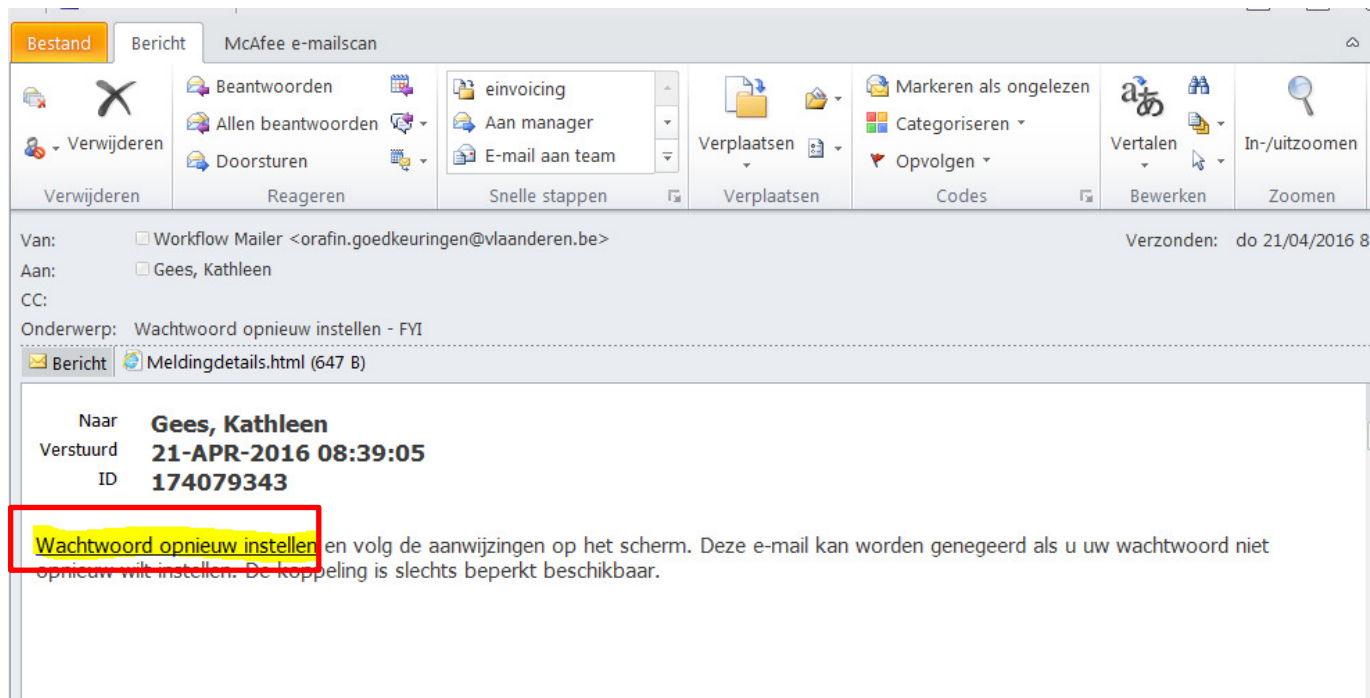 Bestand Bericht McAfee e-mailscan
Verwijderen
Beantwoorden
Allen beantwoorden
Doorsturen
einvoicing
Aan manager
E-mail aan team
Verplaatsen
Markeren als ongelezen
Categoriseren
Opvolgen
Vertalen
In-/uitzoomen
Verwijderen Reageren Snelle stappen Verplaatsen Codes Bewerken Zoomen
Van: Workflow Mailer <orafin.goedkeuringen@vlaanderen.be> Verzonden: do 21/04/2016 8
Aan: Gees, Kathleen
CC:
Onderwerp: Wachtwoord opnieuw instellen - FYI
Bericht Meldingdetails.html (647 B)
Naar Gees, Kathleen
Verstuurd 21-APR-2016 08:39:05
ID 174079343
Wachtwoord opnieuw instellen en volg de aanwijzingen op het scherm. Deze e-mail kan worden genegeerd als u uw wachtwoord niet
opnieuw wilt instellen. De koppeling is slechts beperkt beschikbaar.